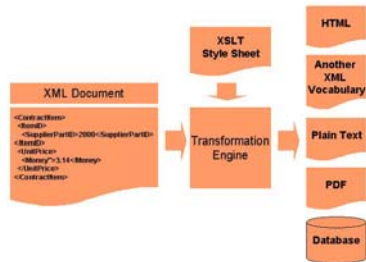 XML Document
<ContractItem>
<ItemID>
<SupplierPartID>2000<SupplierPartID>
</ItemID>
<UnitPrice>
<Money">3.14</Money>
</UnitPrice>
</ContractItem>
XSLT
Style Sheet
Transformation
Engine
HTML
Another
XML
Vocabulary
Plain Text
PDF
Database